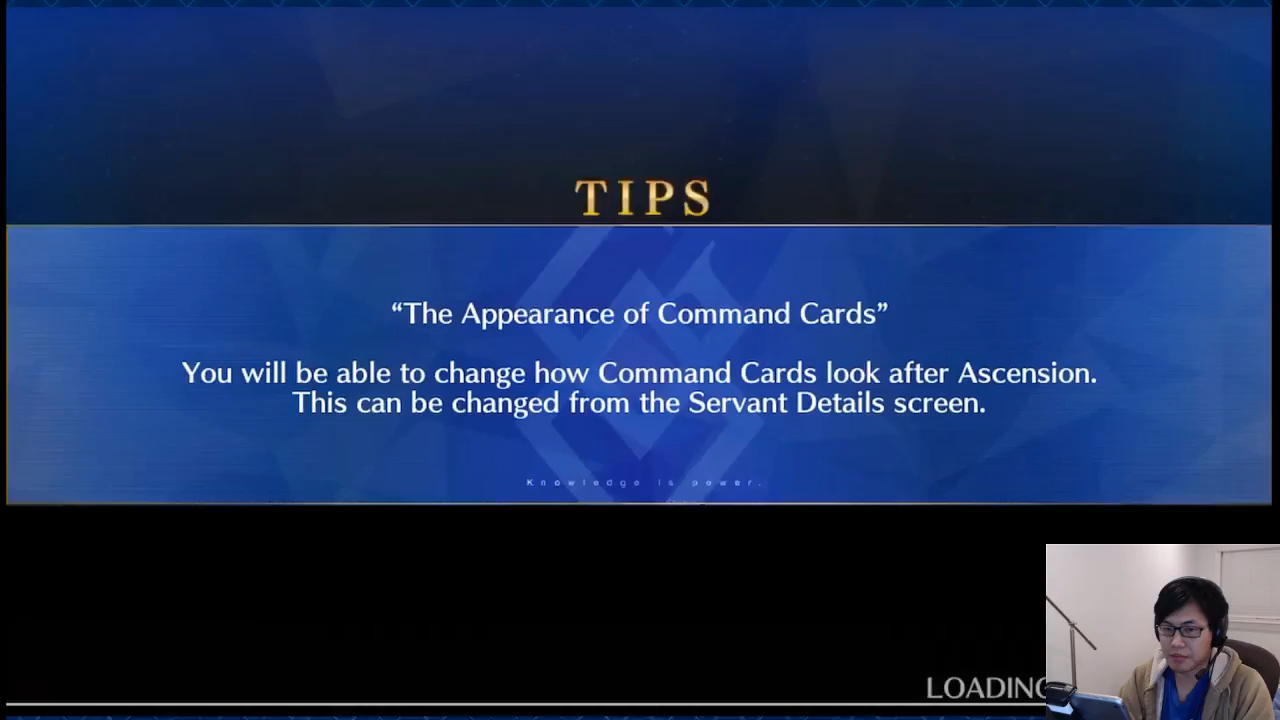 TIPS
“The Appearance of Command Cards”
You will be able to change how Command Cards look after Ascension.
This can be changed from the Servant Details screen.
Knowledge is power.
LOADING